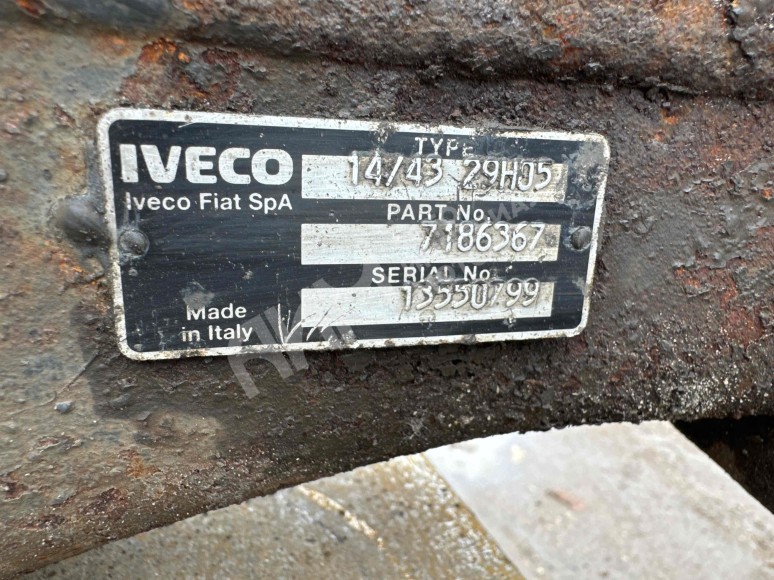 IVECO
Iveco Fiat SpA
TYPE
14/43 29H05
PART No.
7186367
SERIAL No.
13550799
Made
in Italy